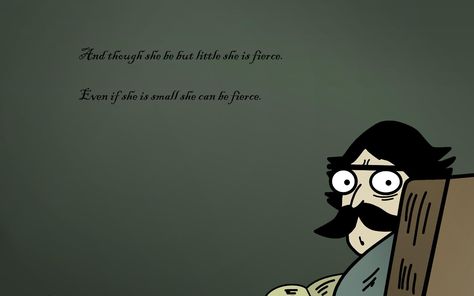 And though she be but little she is fierce.
Even if she is small she can be fierce.